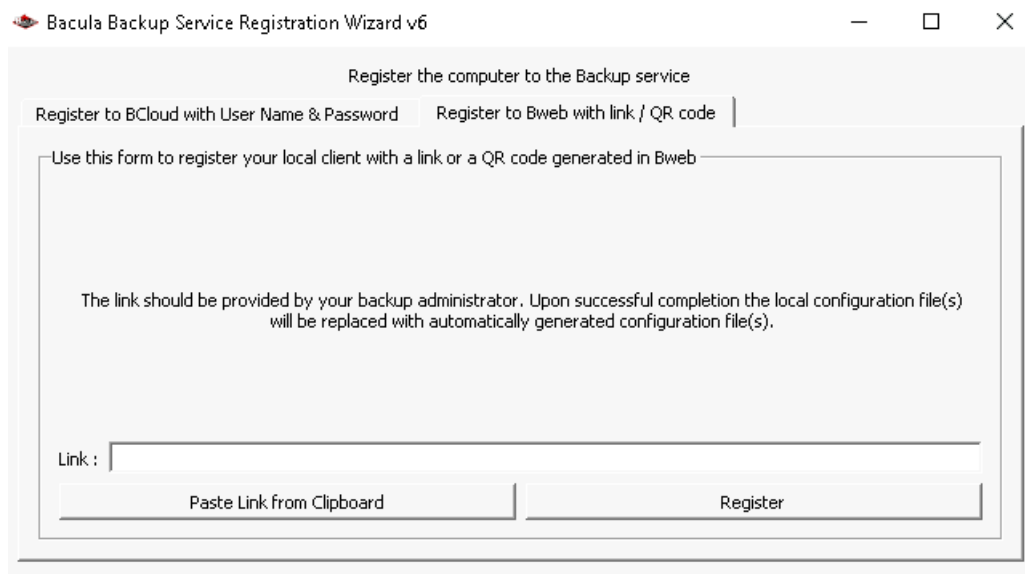 Bacula Backup Service Registration Wizard v6
Register the computer to the Backup service
Register to BCloud with User Name & Password
Register to Bweb with link / QR code
Use this form to register your local client with a link or a QR code generated in Bweb
The link should be provided by your backup administrator. Upon successful completion the local configuration file(s)
will be replaced with automatically generated configuration file(s).
Link :
Paste Link from Clipboard
Register